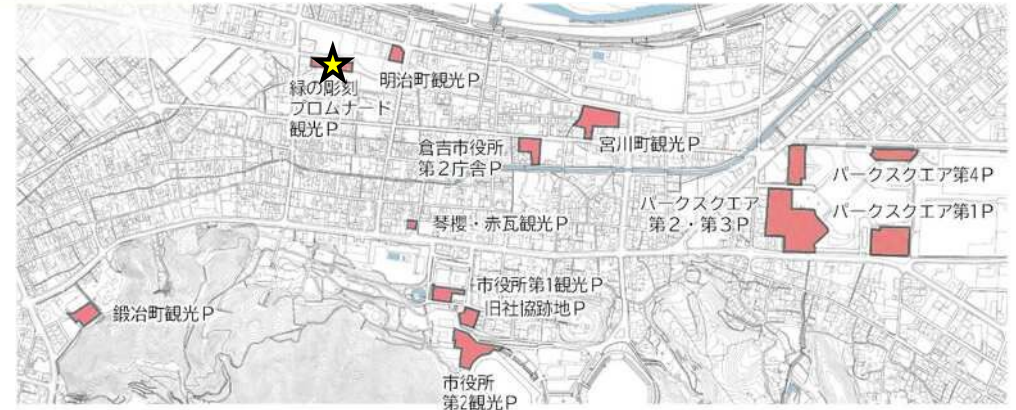 緑の彫刻
プロムナード
観光P
明治町観光P
倉吉市役所
第2庁舎P
宮川町観光P
パークスクエア第4P
パークスクエア
第2・第3P
パークスクエア第1P
琴櫻・赤瓦観光P
市役所第1観光P
旧社協跡地P
鍛冶町観光P
市役所
第2観光P